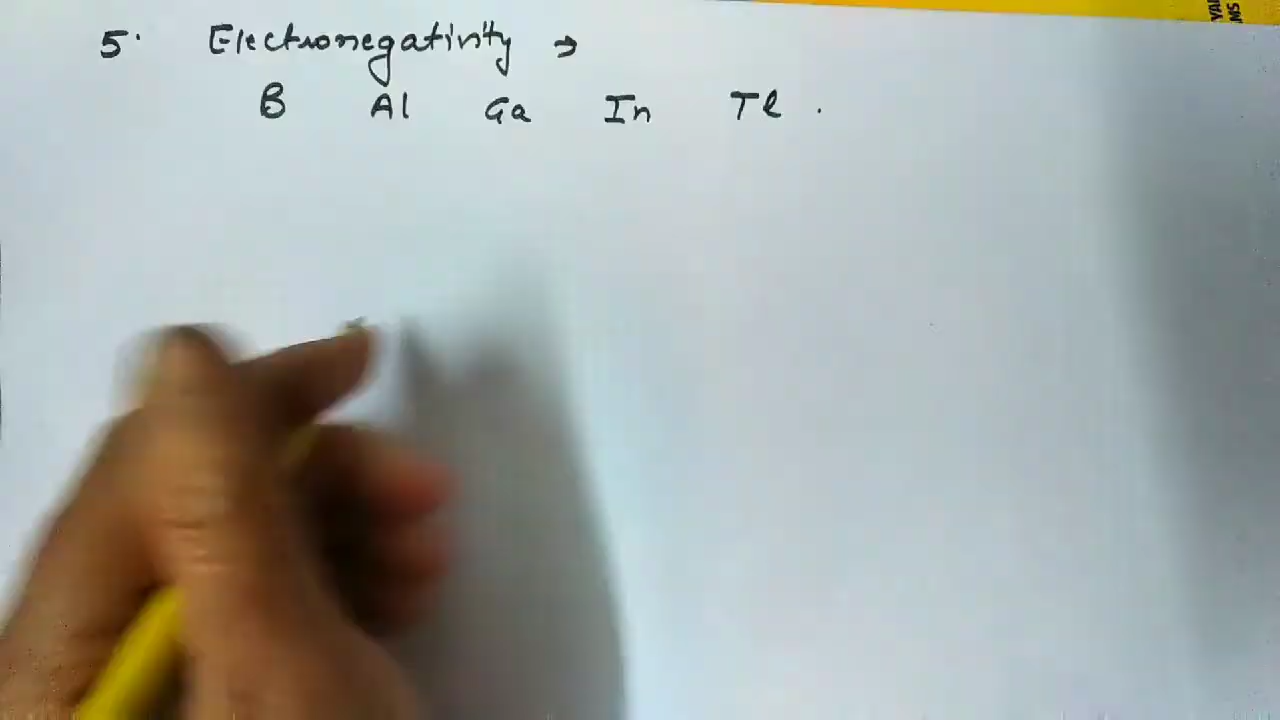 5. Electronegativity →
B Al Ga In Tl .